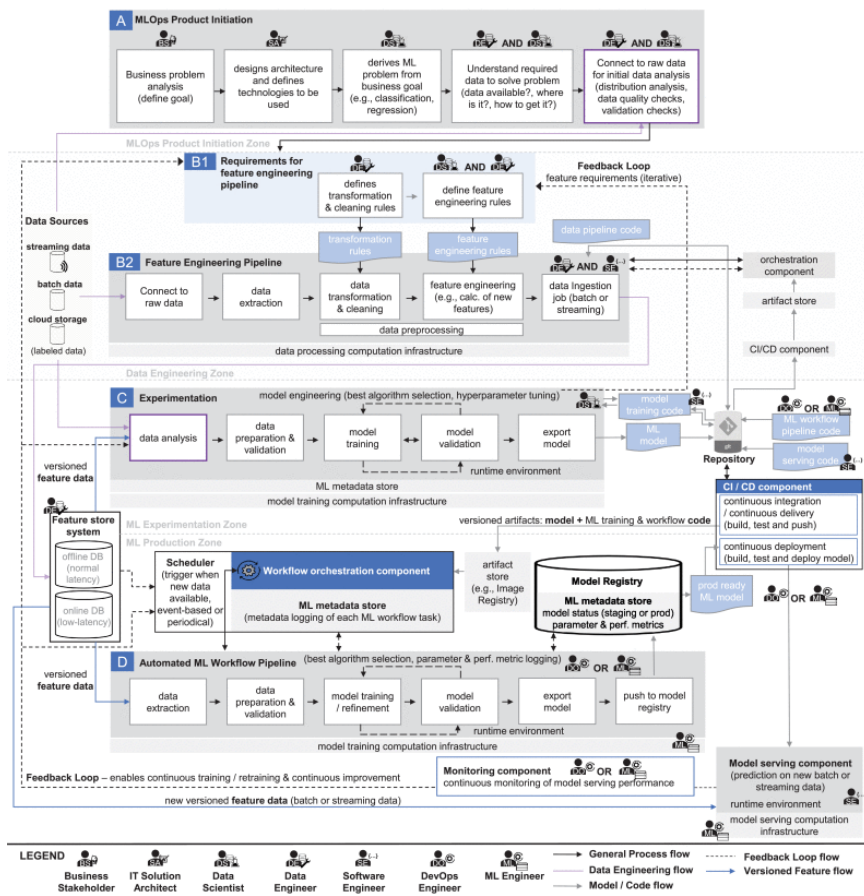 A MLOps Product Initiation
BS
SA
DS
DE AND DS
DE AND DS
Business problem
analysis
(define goal)
designs
architecture and
defines
technologies to be
used
derives ML
problem from
business goal
(e.g., classification,
regression)
Understand required
data to solve problem
(data available?, where
is it?, how to get it?)
Connect to raw data
for initial data analysis
(distribution analysis,
data quality checks,
validation checks)
MLOps Product Initiation Zone
B1 Requirements for
feature engineering
pipeline
DE
DS AND DE
defines
transformation
& cleaning rules
define feature
engineering rules
Feedback Loop
feature requirements (iterative)
Data Sources
streaming data
batch data
cloud storage
(labeled data)
transformation
rules
feature
engineering rules
data pipeline code
B2 Feature Engineering Pipeline
DE AND SE
Connect to
raw data
data
extraction
data
transformation
& cleaning
feature engineering
(e.g., calc. of new
features)
data Ingestion
job (batch or
streaming)
data preprocessing
data processing computation infrastructure
orchestration
component
artifact store
CI/CD component
Data Engineering Zone
C Experimentation
model engineering (best algorithm selection, hyperparameter tuning)
DS
data analysis
data
preparation &
validation
model
training
model
validation
export
model
runtime environment
ML metadata store
model training computation infrastructure
model
training code
SE
ML
model
Repository
DO OR ML
ML workflow
pipeline code
model
serving code
SE
versioned
feature data
DE
Feature store
system
offline DB
(normal
latency)
online DB
(low-latency)
versioned
feature data
CI / CD component
continuous integration
/ continuous delivery
(build, test and push)
continuous deployment
(build, test and deploy model)
DO OR ML
versioned artifacts: model + ML training & workflow code
ML Experimentation Zone
ML Production Zone
Scheduler
(trigger when
new data
available,
event-based or
periodical)
Workflow orchestration component
ML metadata store
(metadata logging of each ML workflow task)
artifact
store
(e.g., Image
Registry)
Model Registry
ML metadata store
model status (staging or prod)
parameter & perf. metrics
prod ready
ML model
D Automated ML Workflow Pipeline
(best algorithm selection, parameter & perf. metric logging)
DO OR ML
data
extraction
data
preparation &
validation
model training
/ refinement
model
validation
export
model
push to model
registry
runtime environment
model training computation infrastructure
ML
Feedback Loop – enables continuous training / retraining & continuous improvement
Monitoring component DO OR ML
continuous monitoring of model serving performance
new versioned feature data (batch or streaming data)
Model serving component
(prediction on new batch or
streaming data)
runtime environment
SE
model serving computation
infrastructure
ML
LEGEND
BS
Business
Stakeholder
SA
IT Solution
Architect
DS
Data
Scientist
DE
Data
Engineer
SE
Software
Engineer
DO
DevOps
Engineer
ML
ML Engineer
General Process flow
Data Engineering flow
Model / Code flow
Feedback Loop flow
Versioned Feature flow